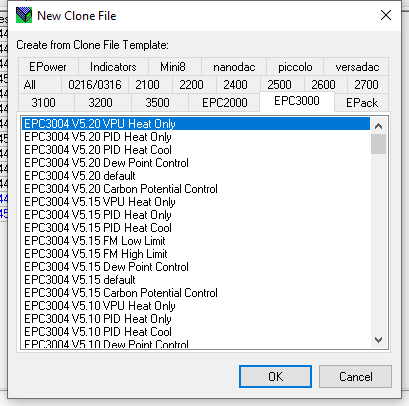 New Clone File
Create from Clone File Template:
EPower Indicators Mini8 nanodac piccolo versadac
All 0216/0316 2100 2200 2400 2500 2600 2700
3100 3200 3500 EPC2000 EPC3000 EPack
EPC3004 V5.20 VPU Heat Only
EPC3004 V5.20 PID Heat Only
EPC3004 V5.20 PID Heat Cool
EPC3004 V5.20 Dew Point Control
EPC3004 V5.20 default
EPC3004 V5.20 Carbon Potential Control
EPC3004 V5.15 VPU Heat Only
EPC3004 V5.15 PID Heat Only
EPC3004 V5.15 PID Heat Cool
EPC3004 V5.15 FM Low Limit
EPC3004 V5.15 FM High Limit
EPC3004 V5.15 Dew Point Control
EPC3004 V5.15 default
EPC3004 V5.15 Carbon Potential Control
EPC3004 V5.10 VPU Heat Only
EPC3004 V5.10 PID Heat Only
EPC3004 V5.10 PID Heat Cool
EPC3004 V5.10 Dew Point Control
OK Cancel